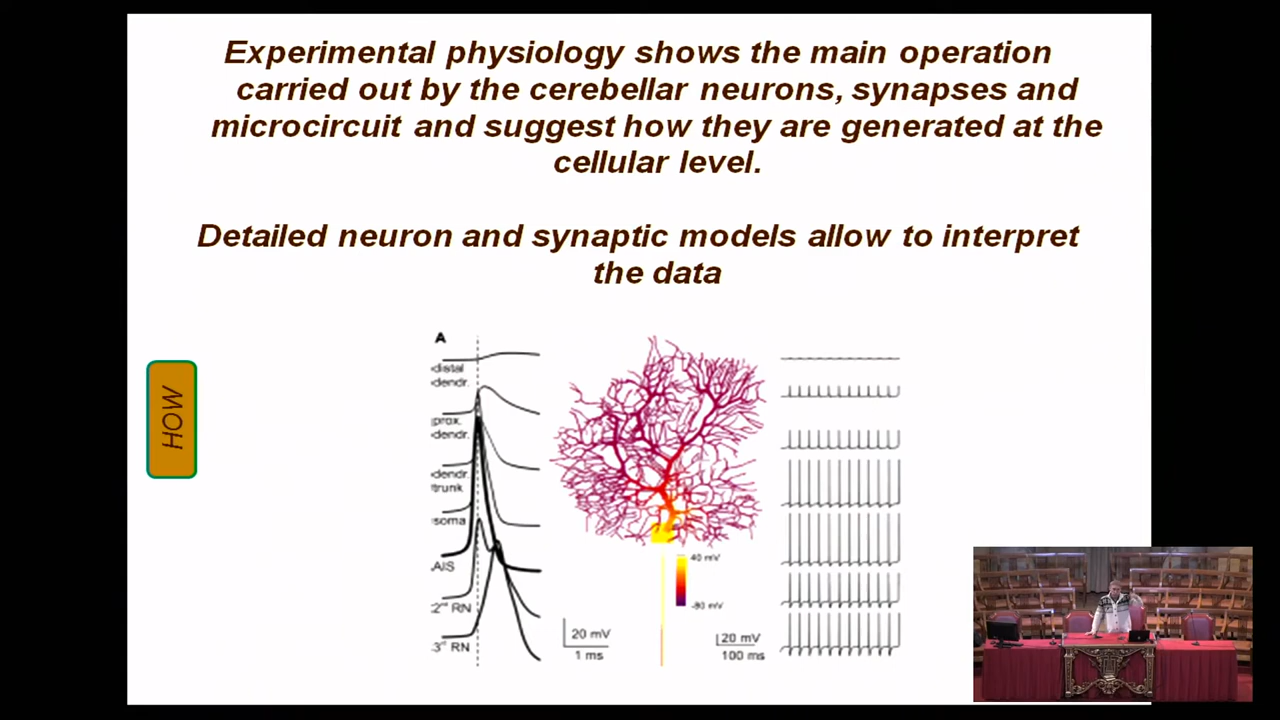 Experimental physiology shows the main operation
carried out by the cerebellar neurons, synapses and
microcircuit and suggest how they are generated at the
cellular level.
Detailed neuron and synaptic models allow to interpret
the data
HOW
A
distal
dendr.
prox.
dendr.
dendr.
trunk
soma
AIS
2nd RN
3rd RN
20 mV
1 ms
40 mV
-80 mV
20 mV
100 ms